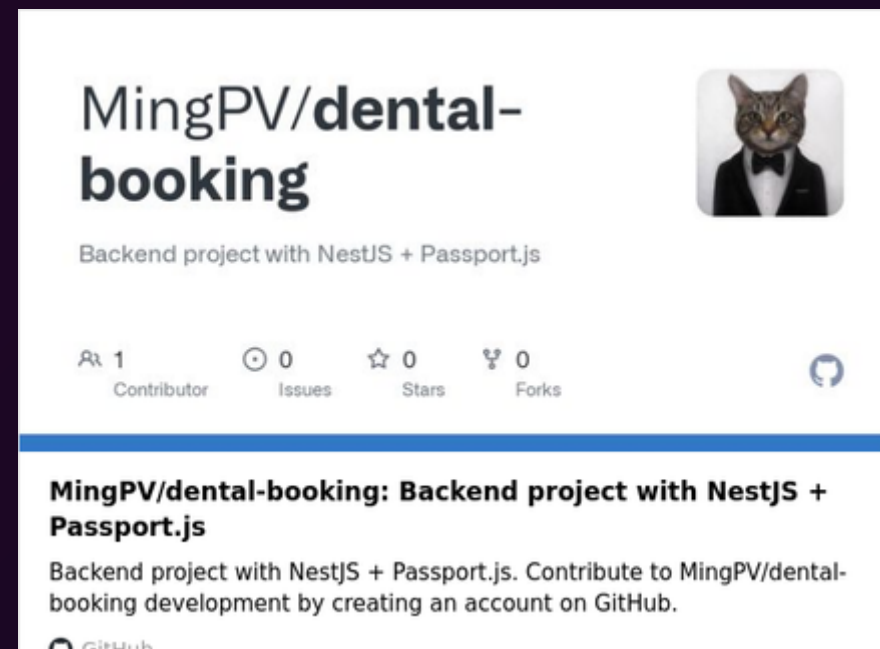 MingPV/dental-
booking
Backend project with NestJS + Passport.js
1
Contributor
0
Issues
0
Stars
0
Forks
MingPV/dental-booking: Backend project with NestJS +
Passport.js
Backend project with NestJS + Passport.js. Contribute to MingPV/dental-
booking development by creating an account on GitHub.
GitHub